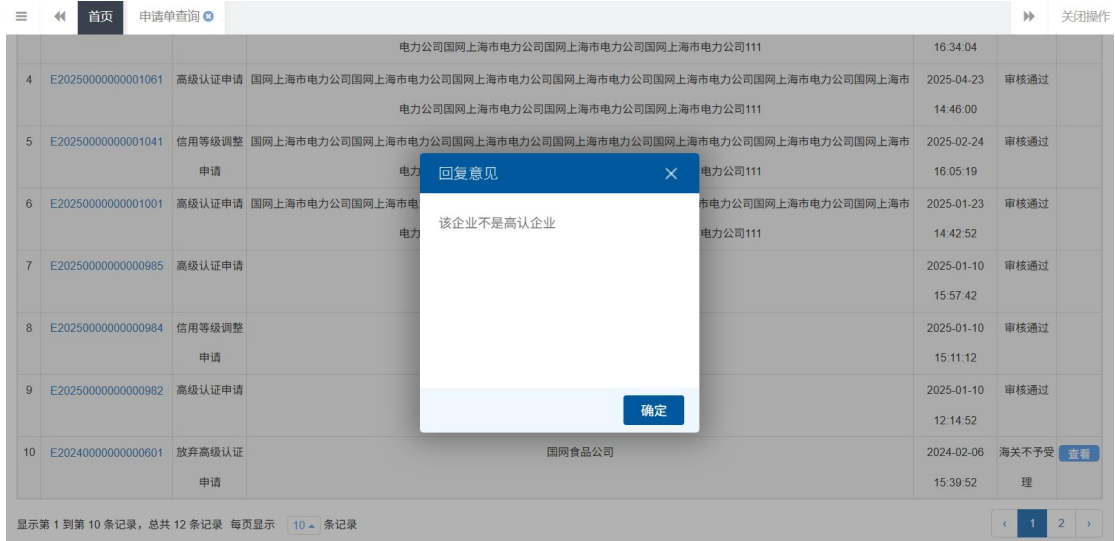 首页
申请单查询
关闭操作
电力公司国网上海市电力公司国网上海市电力公司国网上海市电力公司111 16:34:04
4 E20250000000001061 高级认证申请 国网上海市电力公司国网上海市电力公司国网上海市电力公司国网上海市电力公司国网上海市电力公司国网上海市 2025-04-23 审核通过
电力公司国网上海市电力公司国网上海市电力公司国网上海市电力公司111 14:46:00
5 E20250000000001041 信用等级调整 国网上海市电力公司国网上海市电力公司国网上海市电力公司国网上海市电力公司国网上海市电力公司国网上海市 2025-02-24 审核通过
申请 电力 电力公司111 16:05:19
6 E20250000000001001 高级认证申请 国网上海市电力公司国网上海市电 市电力公司国网上海市电力公司国网上海市 2025-01-23 审核通过
电力 电力公司111 14:42:52
7 E20250000000000985 高级认证申请 2025-01-10 审核通过
15:57:42
8 E20250000000000984 信用等级调整 2025-01-10 审核通过
申请 15:11:12
9 E20250000000000982 高级认证申请 2025-01-10 审核通过
12:14:52
10 E20240000000000601 放弃高级认证 国网食品公司 2024-02-06 海关不予受 查看
申请 15:39:52 理
回复意见
该企业不是高认企业
确定
显示第 1 到第 10 条记录，总共 12 条记录 每页显示 10 条记录
‹ 1 2 ›